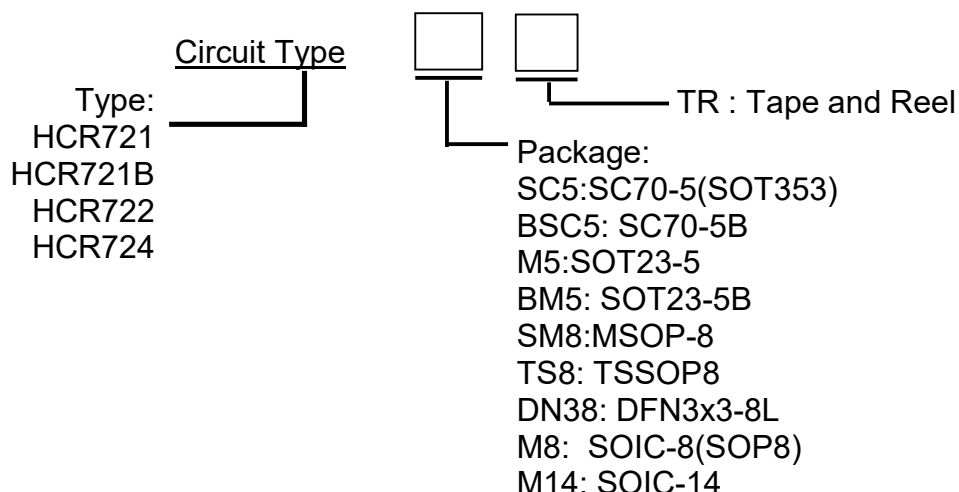 Circuit Type
TR : Tape and Reel
Type:
HCR721
HCR721B
HCR722
HCR724
Package:
SC5:SC70-5(SOT353)
BSC5: SC70-5B
M5:SOT23-5
BM5: SOT23-5B
SM8:MSOP-8
TS8: TSSOP8
DN38: DFN3x3-8L
M8: SOIC-8(SOP8)
M14: SOIC-14